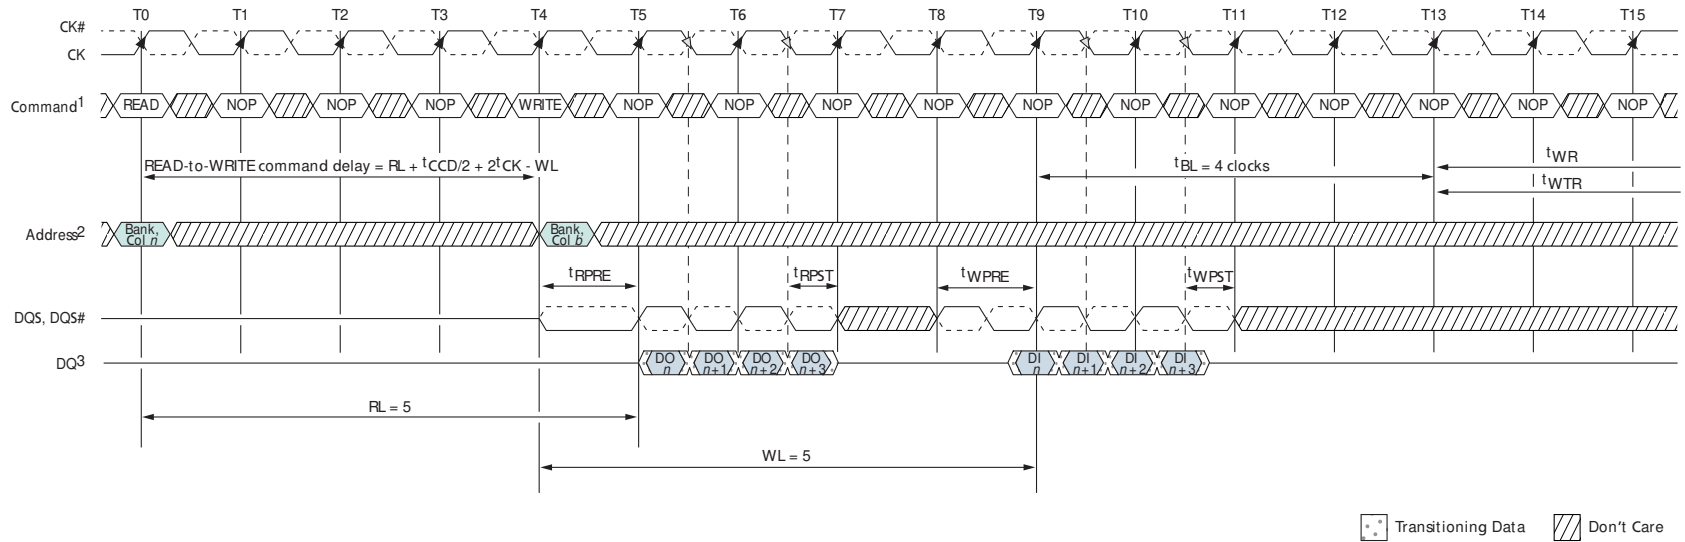 T0 T1 T2 T3 T4 T5 T6 T7 T8 T9 T10 T11 T12 T13 T14 T15
CK#
CK
Command1 READ NOP NOP NOP WRITE NOP NOP NOP NOP NOP NOP NOP NOP NOP NOP NOP
tWR
READ-to-WRITE command delay = RL + tCCD/2 + 2tCK - WL tBL = 4 clocks
tWTR
Address2 Bank, Col n Bank, Col b
tRPRE tRPST tWPRE tWPST
DQS, DQS#
DQ3 DO n DO n+1 DO n+2 DO n+3 DI n DI n+1 DI n+2 DI n+3
RL = 5
WL = 5
Transitioning Data Don't Care